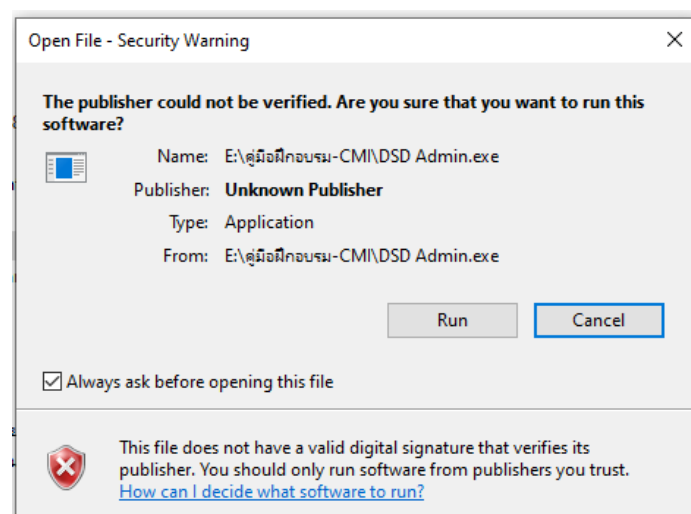 Open File - Security Warning
The publisher could not be verified. Are you sure that you want to run this
software?
Name: E:\คู่มือฝึกอบรม-CMI\DSD Admin.exe
Publisher: Unknown Publisher
Type: Application
From: E:\คู่มือฝึกอบรม-CMI\DSD Admin.exe
Run Cancel
Always ask before opening this file
This file does not have a valid digital signature that verifies its
publisher. You should only run software from publishers you trust.
How can I decide what software to run?